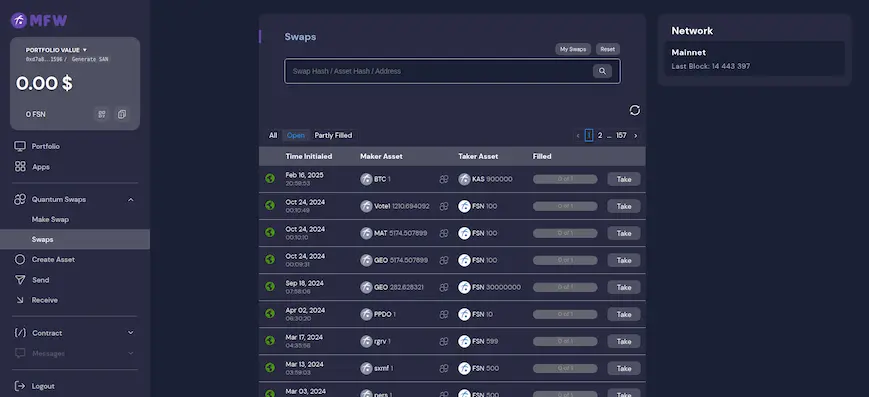 MFW
PORTFOLIO VALUE ▼
0xd7a8...1596 / Generate SAN
0.00 $
0 FSN
Portfolio
Apps
Quantum Swaps
Make Swap
Swaps
Create Asset
Send
Receive
Contract
Messages
Logout
Swaps
My Swaps Reset
Swap Hash / Asset Hash / Address
All Open Partly Filled ‹ 1 2 ... 157 ›
Time Initiated Maker Asset Taker Asset Filled
Feb 16, 2025 BTC 1 KAS 900000 0 of 1 Take
20:59:53
Oct 24, 2024 Vote1 1210.694092 FSN 100 0 of 1 Take
00:10:49
Oct 24, 2024 MAT 5174.507899 FSN 100 0 of 1 Take
00:10:10
Oct 24, 2024 GEO 5174.507899 FSN 100 0 of 1 Take
00:09:31
Sep 18, 2024 GEO 282.828321 FSN 30000000 0 of 1 Take
07:58:06
Apr 02, 2024 PPDO 1 FSN 10 0 of 1 Take
06:30:20
Mar 17, 2024 rgrv 1 FSN 599 0 of 1 Take
04:35:56
Mar 13, 2024 sxmf 1 FSN 500 0 of 1 Take
03:59:03
Mar 03, 2024 pers 1 FSN 500 0 of 1 Take
Network
Mainnet
Last Block: 14 443 397